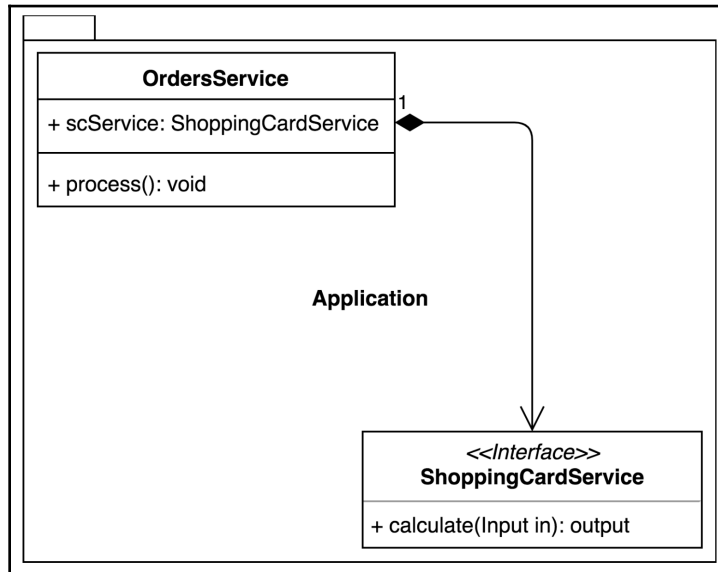 OrdersService
+ scService: ShoppingCardService
1
+ process(): void
Application
<<Interface>>
ShoppingCardService
+ calculate(Input in): output